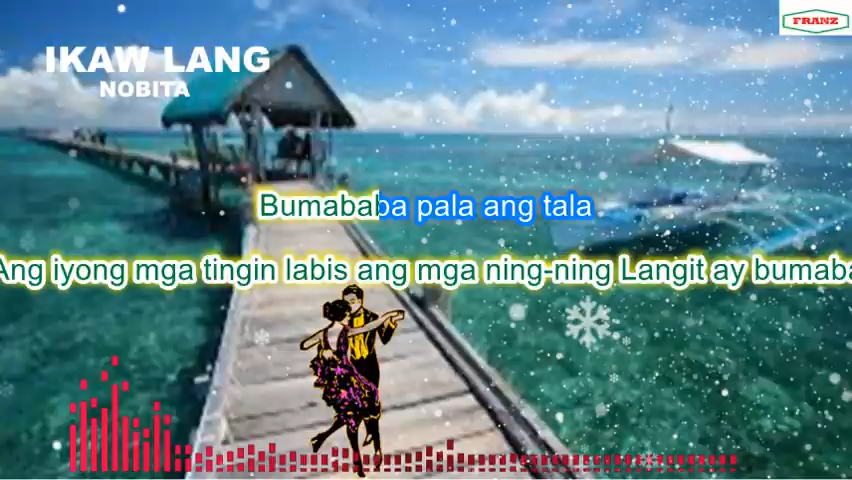 FRANZ
IKAW LANG
NOBITA
Bumababa pala ang tala
Ang iyong mga tingin labis ang mga ning-ning Langit ay bumaba